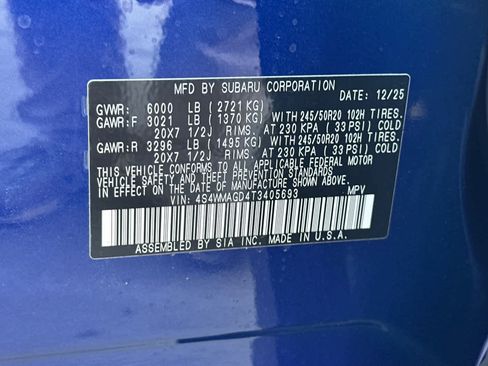 MFD BY SUBARU CORPORATION DATE: 12/25
GVWR: 6000 LB (2721 KG)
GAWR:F 3021 LB (1370 KG) WITH 245/50R20 102H TIRES.
20X7 1/2J RIMS. AT 230 KPA (33 PSI) COLD
GAWR:R 3296 LB (1495 KG) WITH 245/50R20 102H TIRES.
20X7 1/2J RIMS. AT 230 KPA (33 PSI) COLD
THIS VEHICLE CONFORMS TO ALL APPLICABLE FEDERAL MOTOR
VEHICLE SAFETY AND THEFT PREVENTION STANDARDS
IN EFFECT ON THE DATE OF MANUFACTURE SHOWN ABOVE.
VIN: 4S4WMAGD4T3405693 MPV
ASSEMBLED BY SIA INC. MADE IN U.S.A.